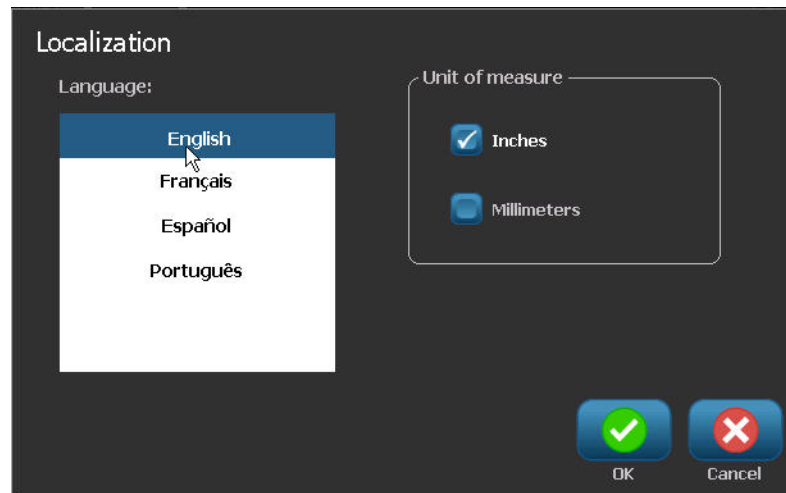 Localization
Language:
English
Français
Español
Português
Unit of measure
Inches
Millimeters
OK
Cancel